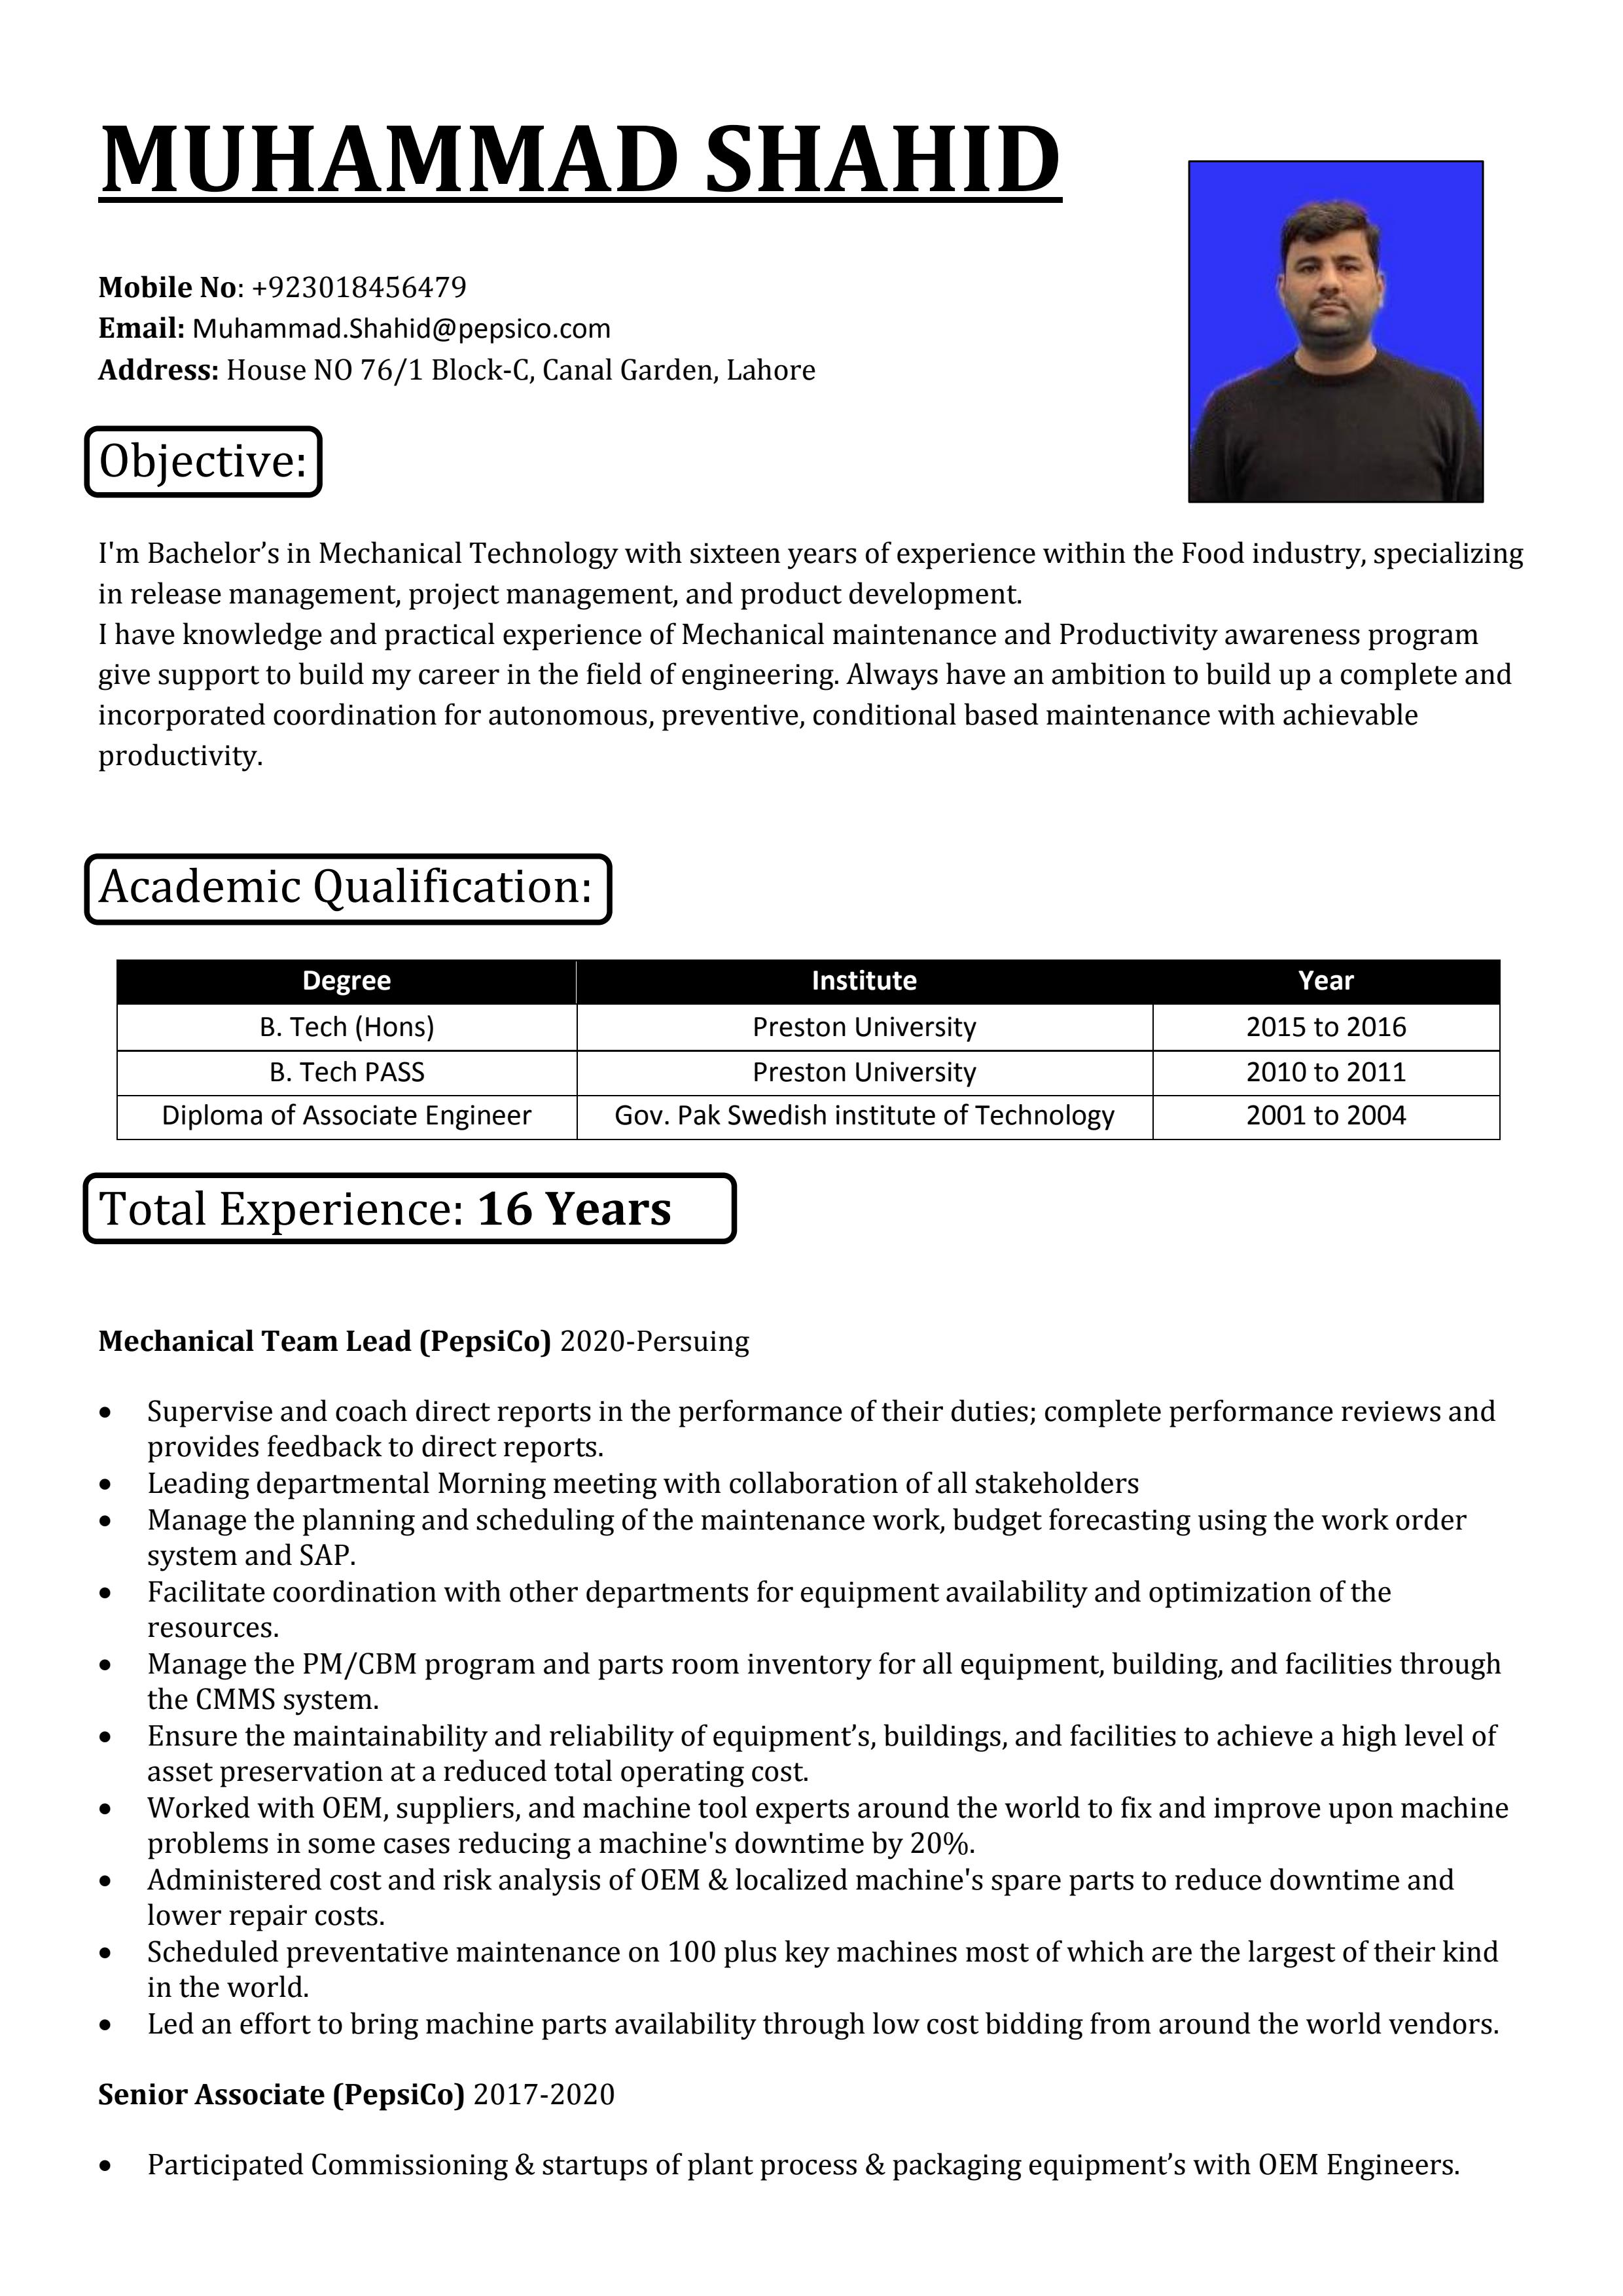 MUHAMMAD SHAHID
Mobile No: +923018456479
Email: Muhammad.Shahid@pepsico.com
Address: House NO 76/1 Block-C, Canal Garden, Lahore
Objective:
I'm Bachelor’s in Mechanical Technology with sixteen years of experience within the Food industry, specializing
in release management, project management, and product development.
I have knowledge and practical experience of Mechanical maintenance and Productivity awareness program
give support to build my career in the field of engineering. Always have an ambition to build up a complete and
incorporated coordination for autonomous, preventive, conditional based maintenance with achievable
productivity.
Academic Qualification:
Degree Institute Year
B. Tech (Hons) Preston University 2015 to 2016
B. Tech PASS Preston University 2010 to 2011
Diploma of Associate Engineer Gov. Pak Swedish institute of Technology 2001 to 2004
Total Experience: 16 Years
Mechanical Team Lead (PepsiCo) 2020-Persuing
• Supervise and coach direct reports in the performance of their duties; complete performance reviews and
provides feedback to direct reports.
• Leading departmental Morning meeting with collaboration of all stakeholders
• Manage the planning and scheduling of the maintenance work, budget forecasting using the work order
system and SAP.
• Facilitate coordination with other departments for equipment availability and optimization of the
resources.
• Manage the PM/CBM program and parts room inventory for all equipment, building, and facilities through
the CMMS system.
• Ensure the maintainability and reliability of equipment’s, buildings, and facilities to achieve a high level of
asset preservation at a reduced total operating cost.
• Worked with OEM, suppliers, and machine tool experts around the world to fix and improve upon machine
problems in some cases reducing a machine's downtime by 20%.
• Administered cost and risk analysis of OEM & localized machine's spare parts to reduce downtime and
lower repair costs.
• Scheduled preventative maintenance on 100 plus key machines most of which are the largest of their kind
in the world.
• Led an effort to bring machine parts availability through low cost bidding from around the world vendors.
Senior Associate (PepsiCo) 2017-2020
• Participated Commissioning & startups of plant process & packaging equipment’s with OEM Engineers.